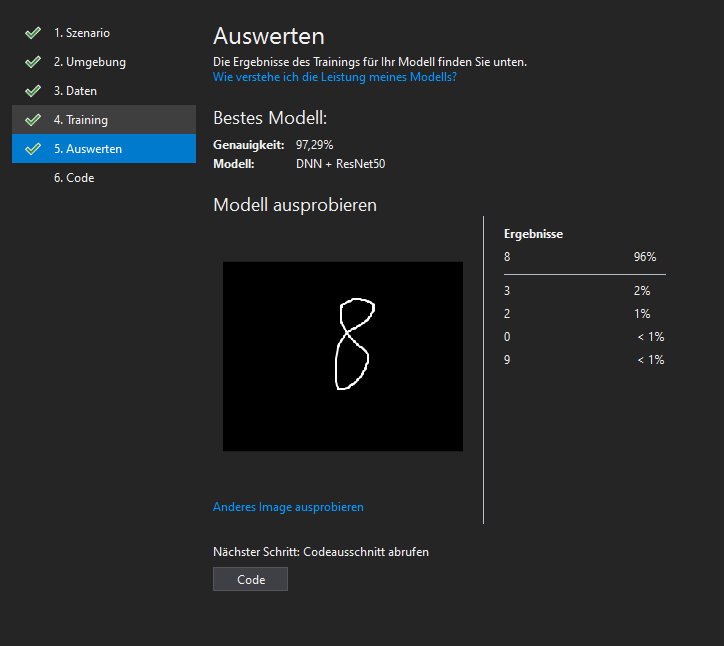 1. Szenario
2. Umgebung
3. Daten
4. Training
5. Auswerten
6. Code
Auswerten
Die Ergebnisse des Trainings für Ihr Modell finden Sie unten.
Wie verstehe ich die Leistung meines Modells?
Bestes Modell:
Genauigkeit: 97,29%
Modell: DNN + ResNet50
Modell ausprobieren
8
Anderes Image ausprobieren
Ergebnisse
8 96%
3 2%
2 1%
0 < 1%
9 < 1%
Nächster Schritt: Codeausschnitt abrufen
Code